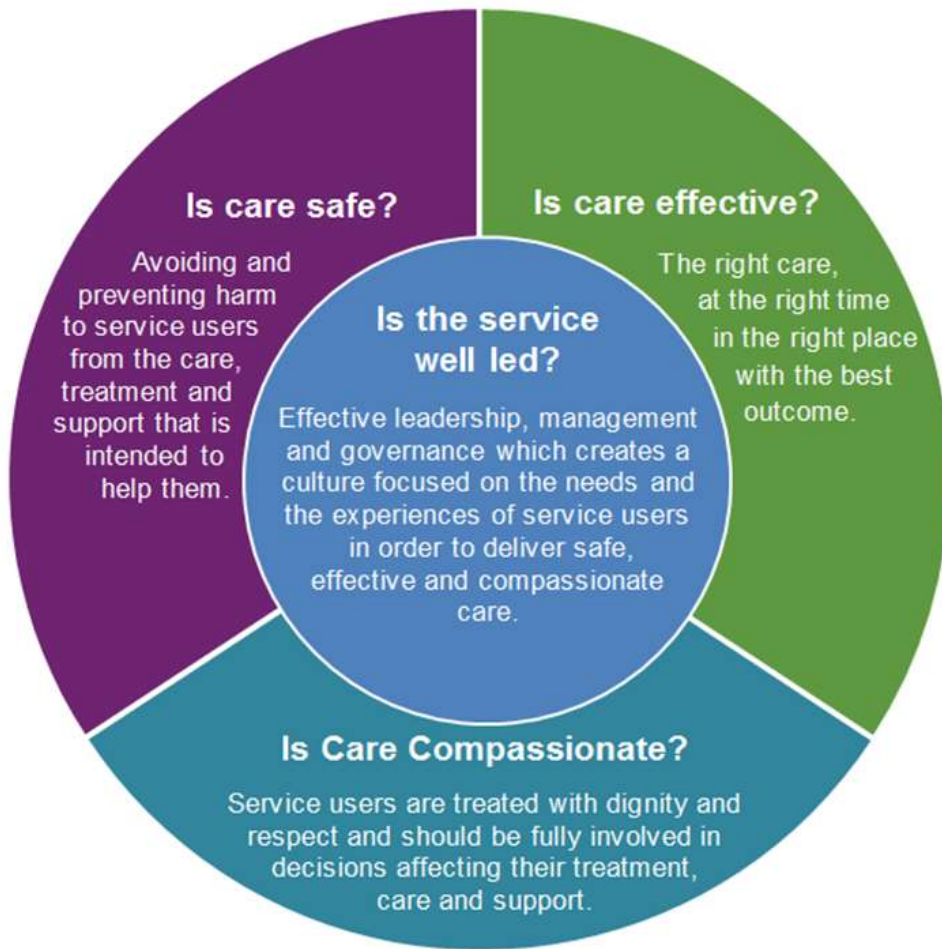 Is care safe?
Avoiding and
preventing harm
to service users
from the care,
treatment and
support that is
intended to
help them.
Is care effective?
The right care,
at the right time
in the right place
with the best
outcome.
Is the service
well led?
Effective leadership, management
and governance which creates a
culture focused on the needs and
the experiences of service users
in order to deliver safe,
effective and compassionate
care.
Is Care Compassionate?
Service users are treated with dignity and
respect and should be fully involved in
decisions affecting their treatment,
care and support.